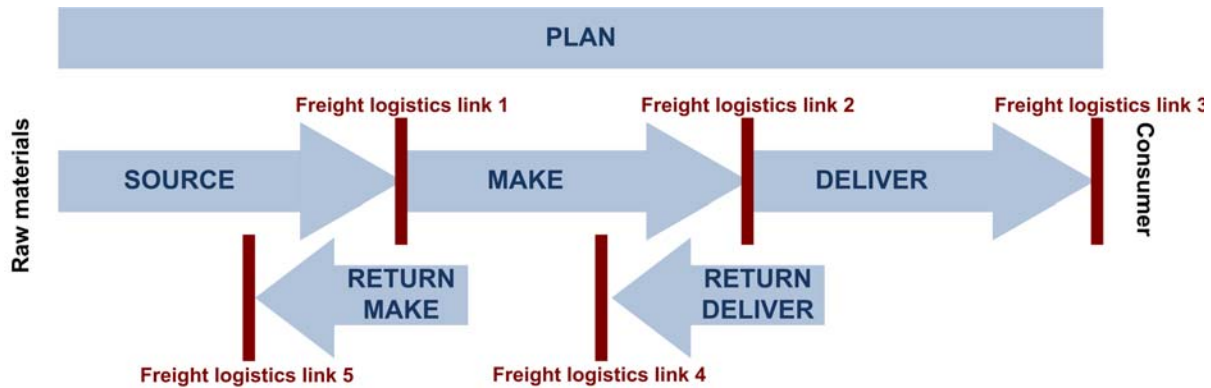 PLAN
Freight logistics link 1
Freight logistics link 2
Freight logistics link 3
Raw materials
SOURCE
MAKE
DELIVER
Consumer
RETURN
MAKE
RETURN
DELIVER
Freight logistics link 5
Freight logistics link 4